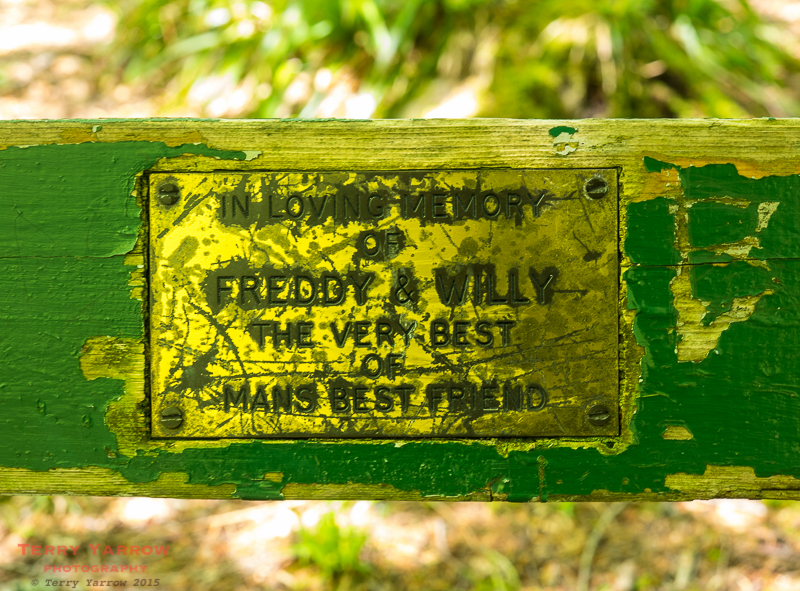 IN LOVING MEMORY
OF
FREDDY & WILLY
THE VERY BEST
OF
MANS BEST FRIEND
TERRY YARROW
PHOTOGRAPHY
© Terry Yarrow 2015